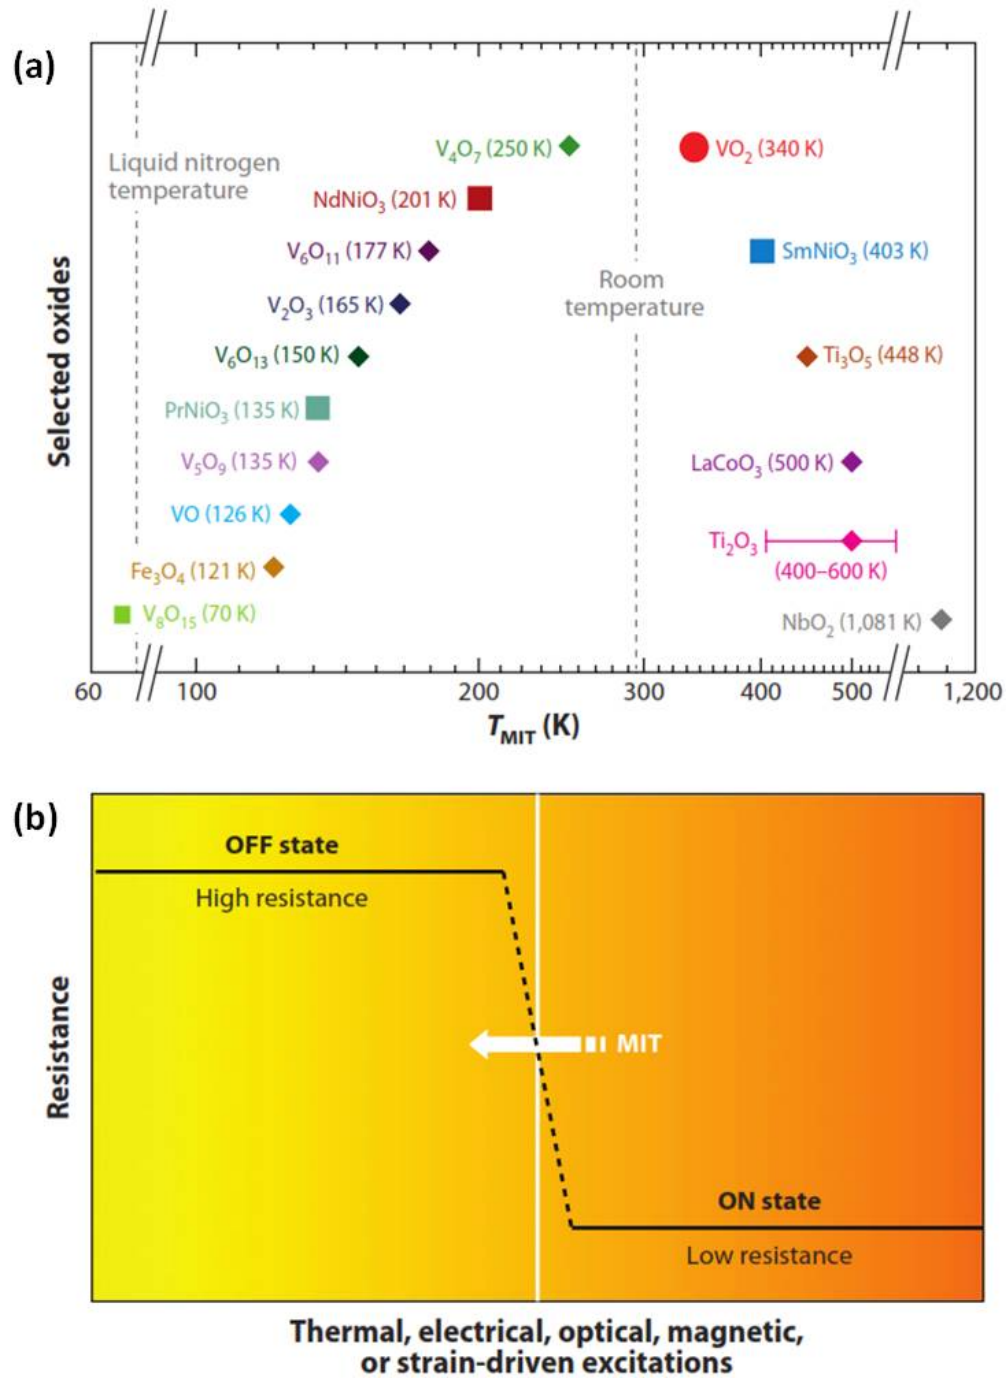 (a)
Liquid nitrogen
temperature
V₄O₇ (250 K)
VO₂ (340 K)
NdNiO₃ (201 K)
V₆O₁₁ (177 K)
SmNiO₃ (403 K)
Room
temperature
V₂O₃ (165 K)
V₆O₁₃ (150 K)
Ti₃O₅ (448 K)
PrNiO₃ (135 K)
V₅O₉ (135 K)
LaCoO₃ (500 K)
VO (126 K)
Ti₂O₃
(400–600 K)
Fe₃O₄ (121 K)
V₈O₁₅ (70 K)
NbO₂ (1,081 K)
Selected oxides
60 100 200 300 400 500 1,200
T_MIT (K)
(b)
OFF state
High resistance
MIT
ON state
Low resistance
Resistance
Thermal, electrical, optical, magnetic,
or strain-driven excitations